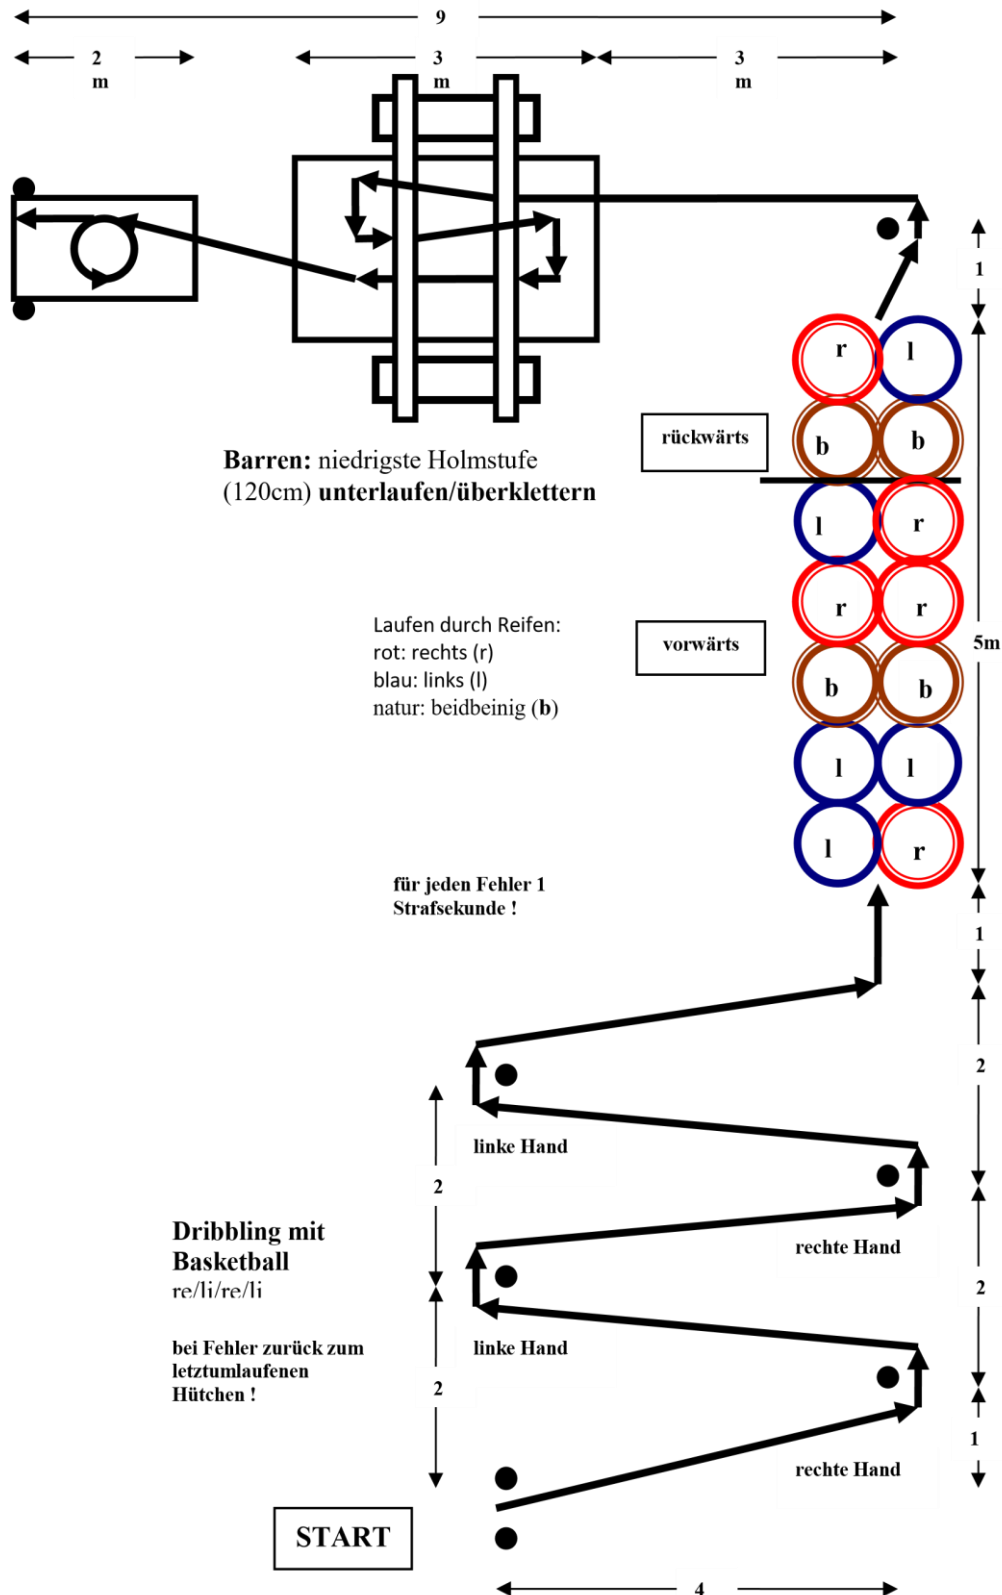 9
2 3 3
m m m
1
r l
rückwärts
b b
Barren: niedrigste Holmstufe
(120cm) unterlaufen/überklettern
l r
r r
Laufen durch Reifen:
rot: rechts (r)
blau: links (l)
natur: beidbeinig (b)
vorwärts
5m
b b
l l
l r
für jeden Fehler 1
Strafsekunde !
1
2
linke Hand
2
Dribbling mit
Basketball
re/li/re/li
rechte Hand
2
bei Fehler zurück zum
letztumlaufenen
Hütchen !
linke Hand
2
1
rechte Hand
START
4